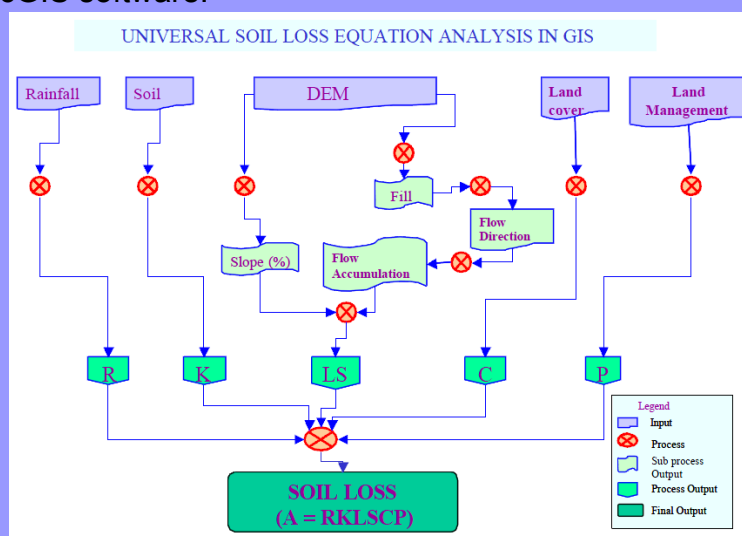 UNIVERSAL SOIL LOSS EQUATION ANALYSIS IN GIS
Rainfall
Soil
DEM
Land
cover
Land
Management
Fill
Flow
Direction
Slope (%)
Flow
Accumulation
R
K
LS
C
P
SOIL LOSS
(A = RKLSCP)
Legend
Input
Process
Sub process
Output
Process Output
Final Output